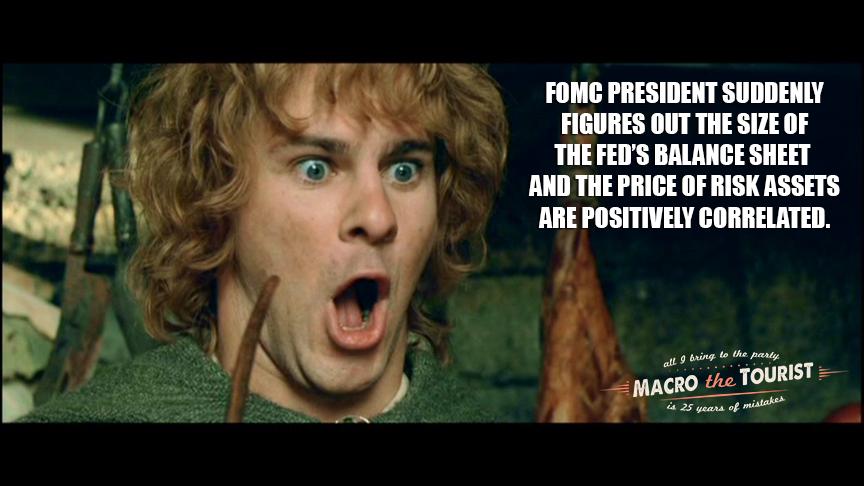 FOMC PRESIDENT SUDDENLY
FIGURES OUT THE SIZE OF
THE FED'S BALANCE SHEET
AND THE PRICE OF RISK ASSETS
ARE POSITIVELY CORRELATED.
all I bring to the party
MACRO the TOURIST
is 25 years of mistakes